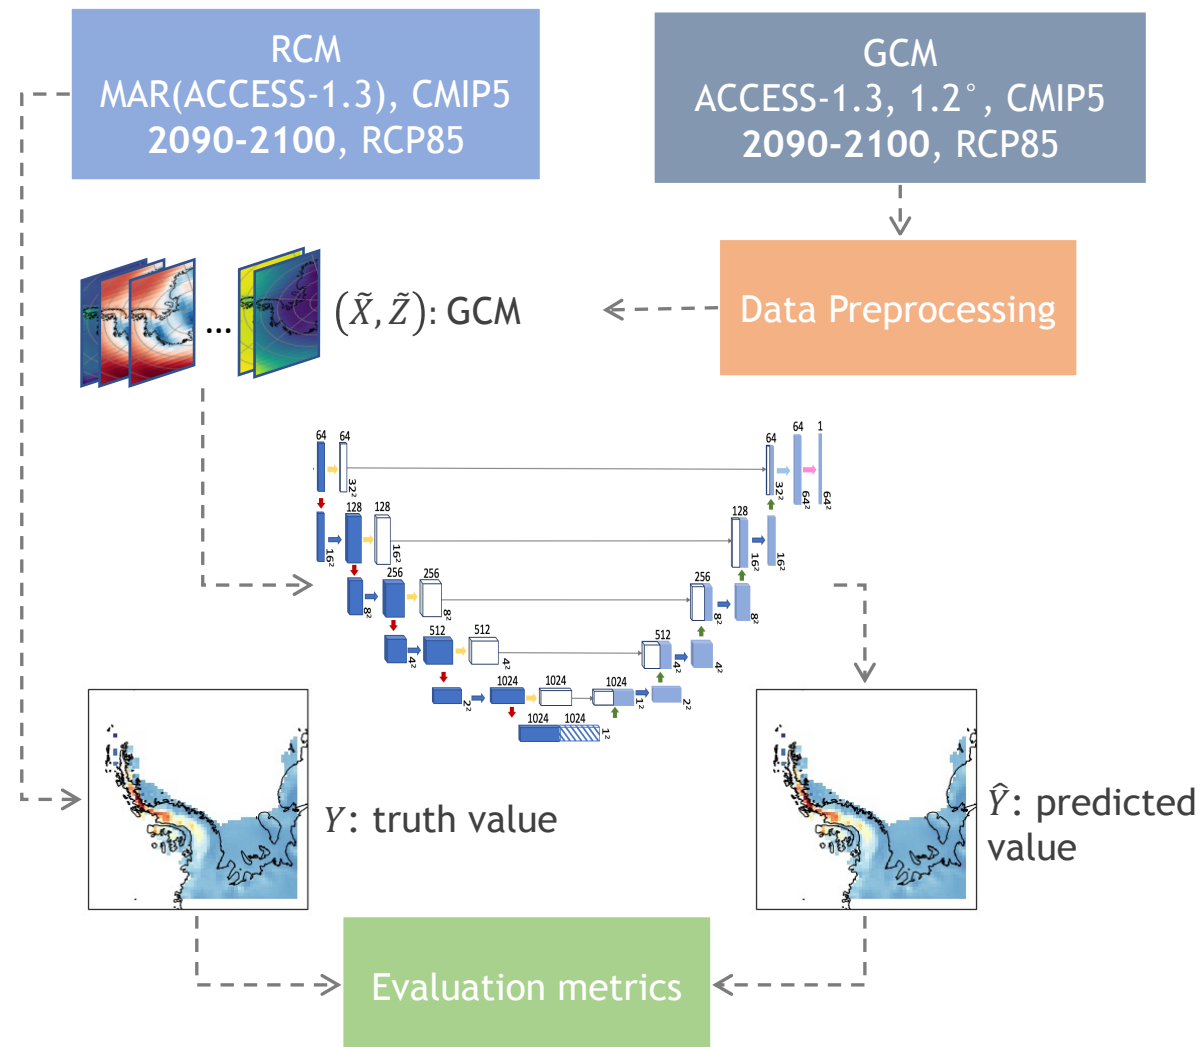 RCM
MAR(ACCESS-1.3), CMIP5
2090-2100, RCP85
GCM
ACCESS-1.3, 1.2°, CMIP5
2090-2100, RCP85
Data Preprocessing
(X̃, Z̃): GCM
...
64 64
32²
64 64 1
32² 64² 64²
128 128
16² 16²
128
16² 16²
256 256
8² 8²
256
8² 8²
512 512
4² 4²
512
4² 4²
1024 1024 1024
2² 1² 2²
1024 1024
1²
Y: truth value
Ŷ: predicted
value
Evaluation metrics